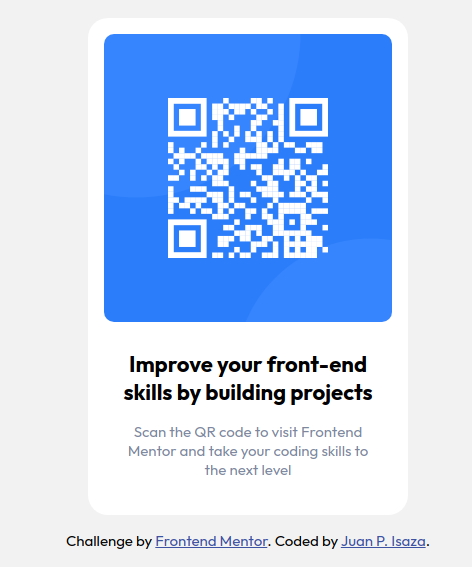 Improve your front-end
skills by building projects
Scan the QR code to visit Frontend
Mentor and take your coding skills to
the next level
Challenge by Frontend Mentor. Coded by Juan P. Isaza.